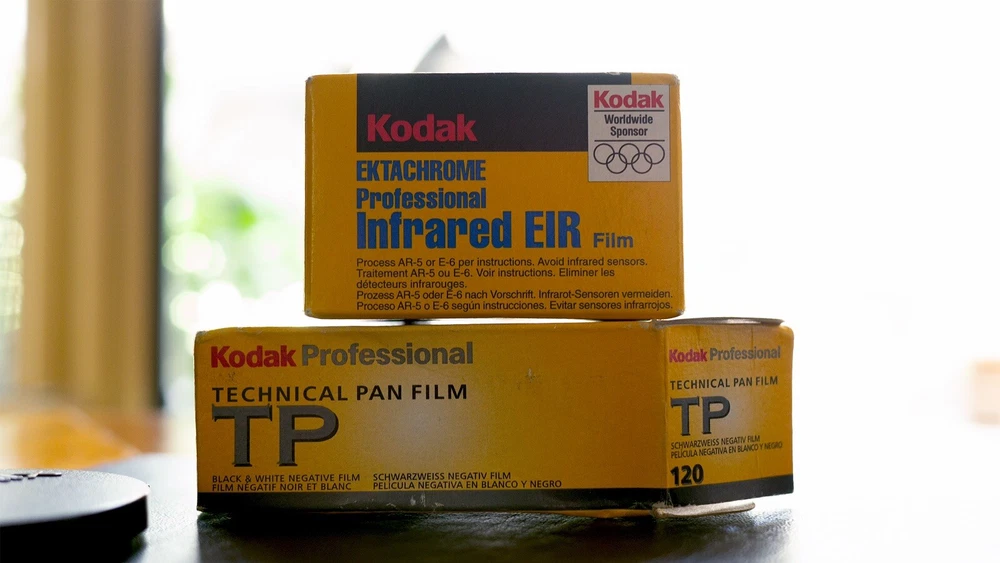 Kodak
Kodak
Worldwide
Sponsor
EKTACHROME
Professional
Infrared EIR Film
Process AR-5 or E-6 per instructions. Avoid infrared sensors.
Traitement AR-5 ou E-6. Voir instructions. Eliminer les
détecteurs infrarouges.
Prozess AR-5 oder E-6 nach Vorschrift. Infrarot-Sensoren vermeiden.
Proceso AR-5 o E-6 según instrucciones. Evitar sensores infrarrojos.
Kodak Professional
TECHNICAL PAN FILM
TP
BLACK & WHITE NEGATIVE FILM SCHWARZWEISS NEGATIV FILM
FILM NÉGATIF NOIR ET BLANC PELÍCULA NEGATIVA EN BLANCO Y NEGRO
Kodak Professional
TECHNICAL PAN FILM
TP
SCHWARZWEISS NEGATIV FILM
PELÍCULA NEGATIVA EN BLANCO Y NEGRO
120